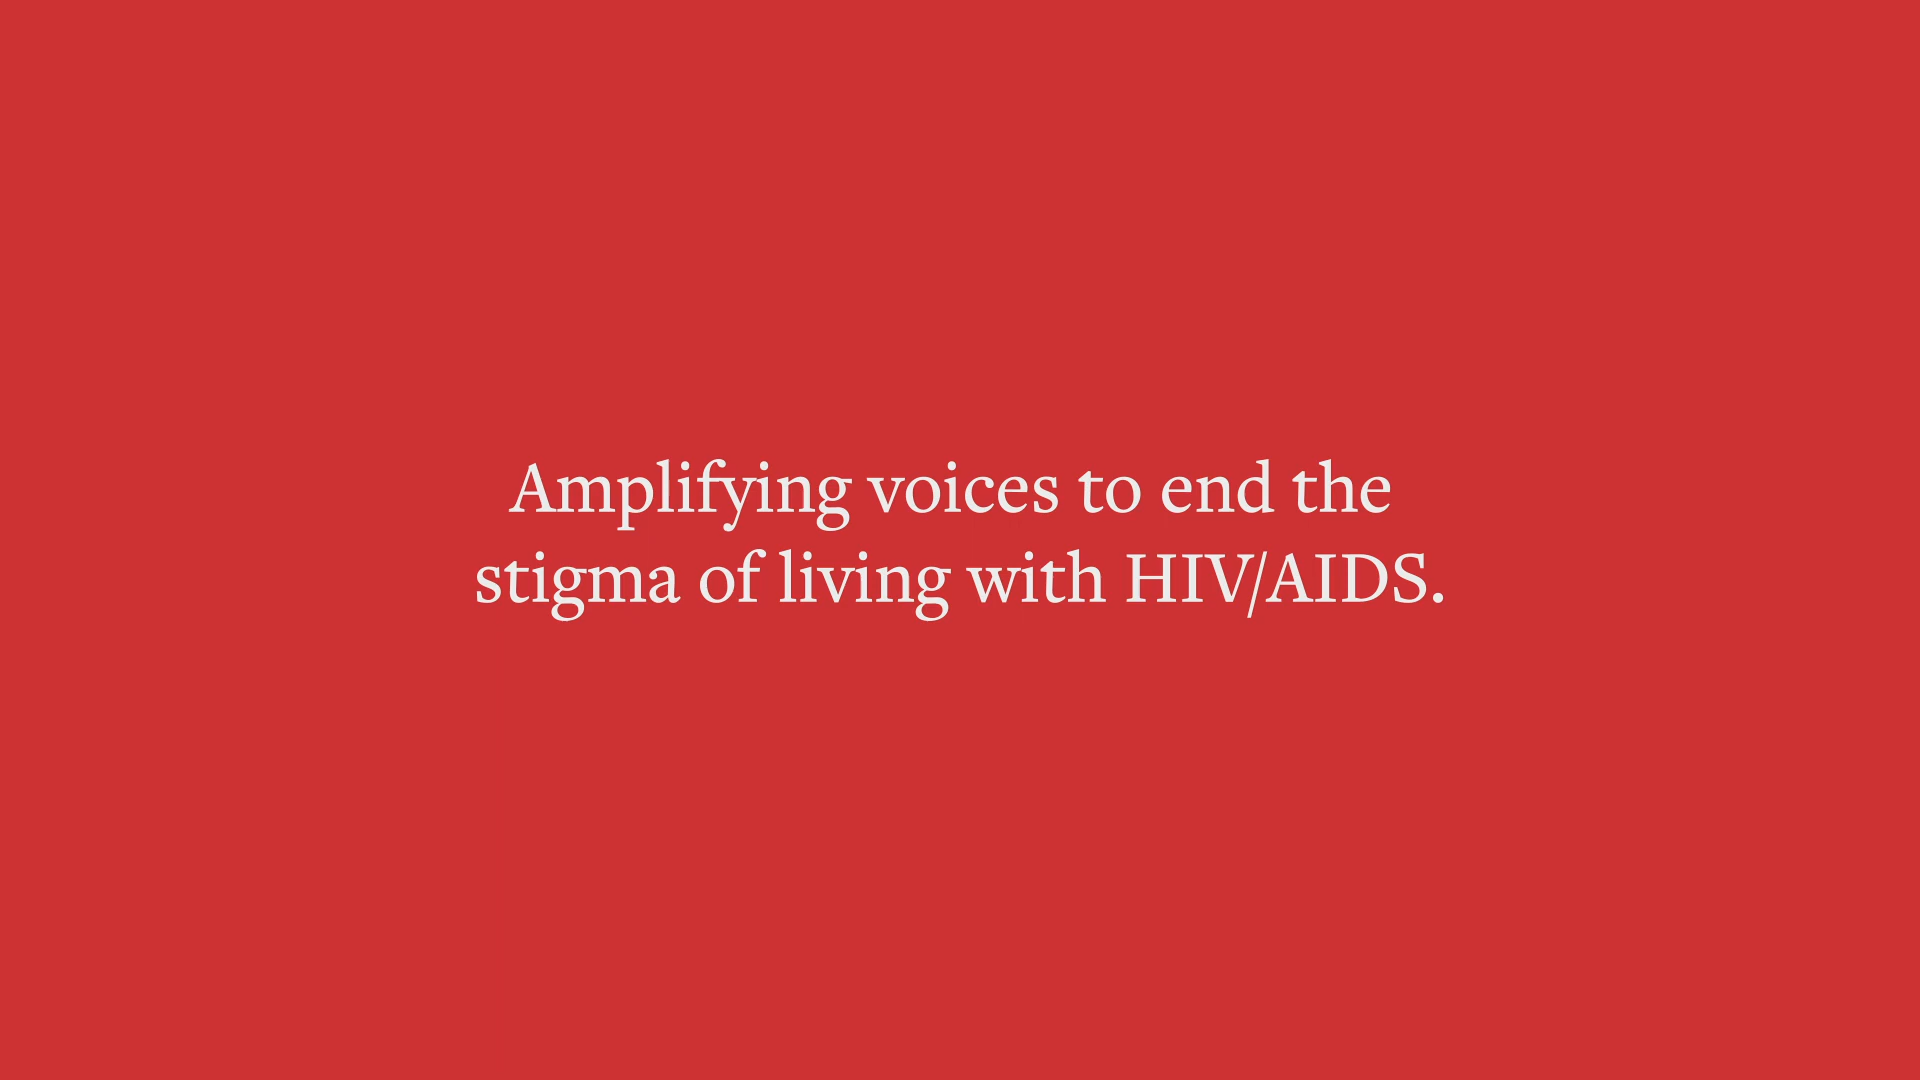 Amplifying voices to end the
stigma of living with HIV/AIDS.